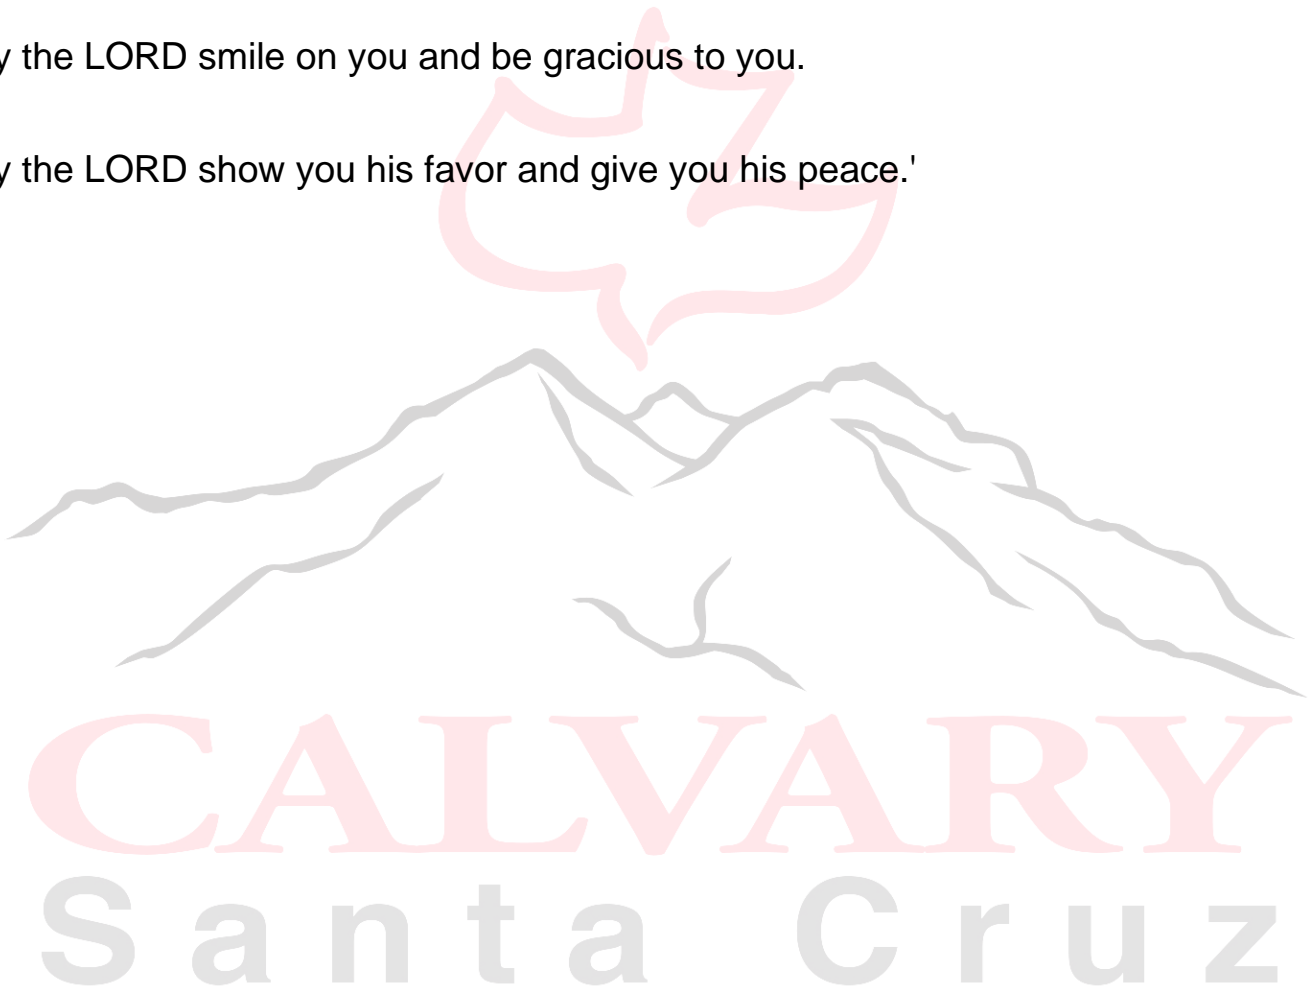 y the LORD smile on you and be gracious to you.
y the LORD show you his favor and give you his peace.'
CALVARY
Santa Cruz